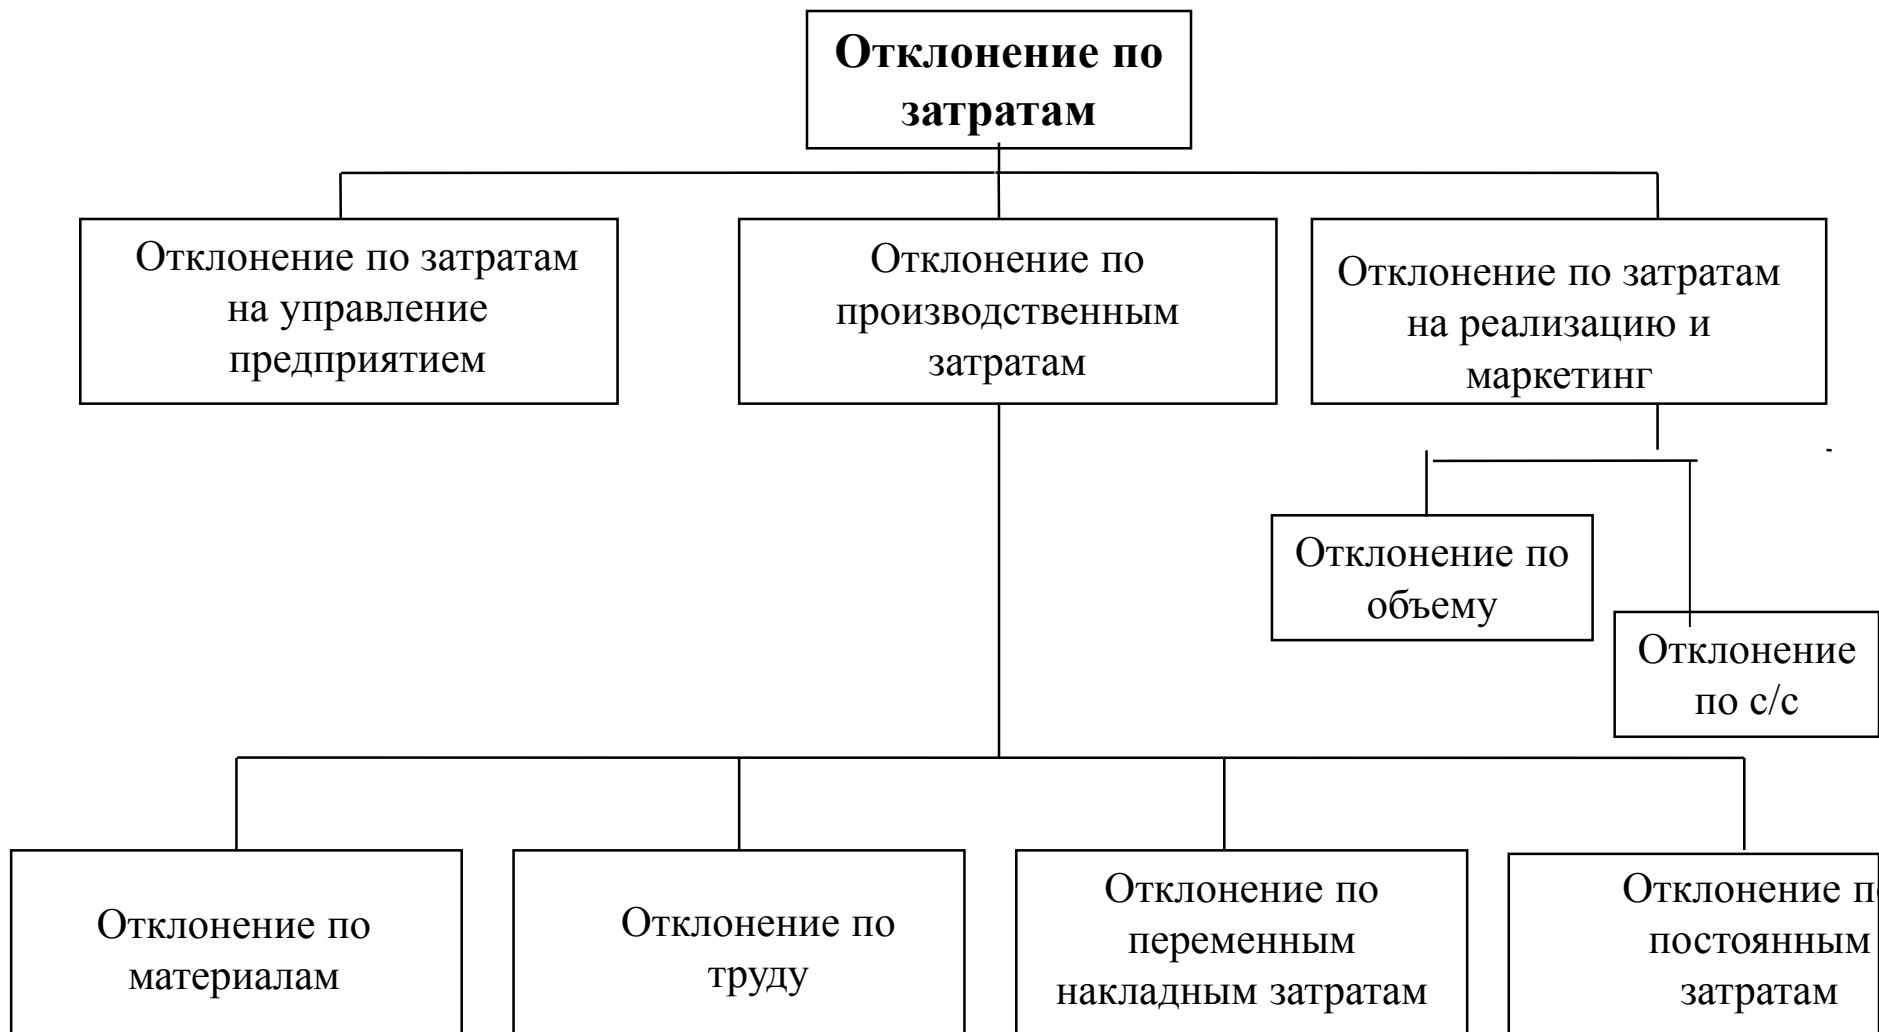 Отклонение по
затратам
Отклонение по затратам
на управление
предприятием
Отклонение по
производственным
затратам
Отклонение по затратам
на реализацию и
маркетинг
Отклонение по
объему
Отклонение
по с/с
Отклонение по
материалам
Отклонение по
труду
Отклонение по
переменным
накладным затратам
Отклонение по
постоянным
затратам